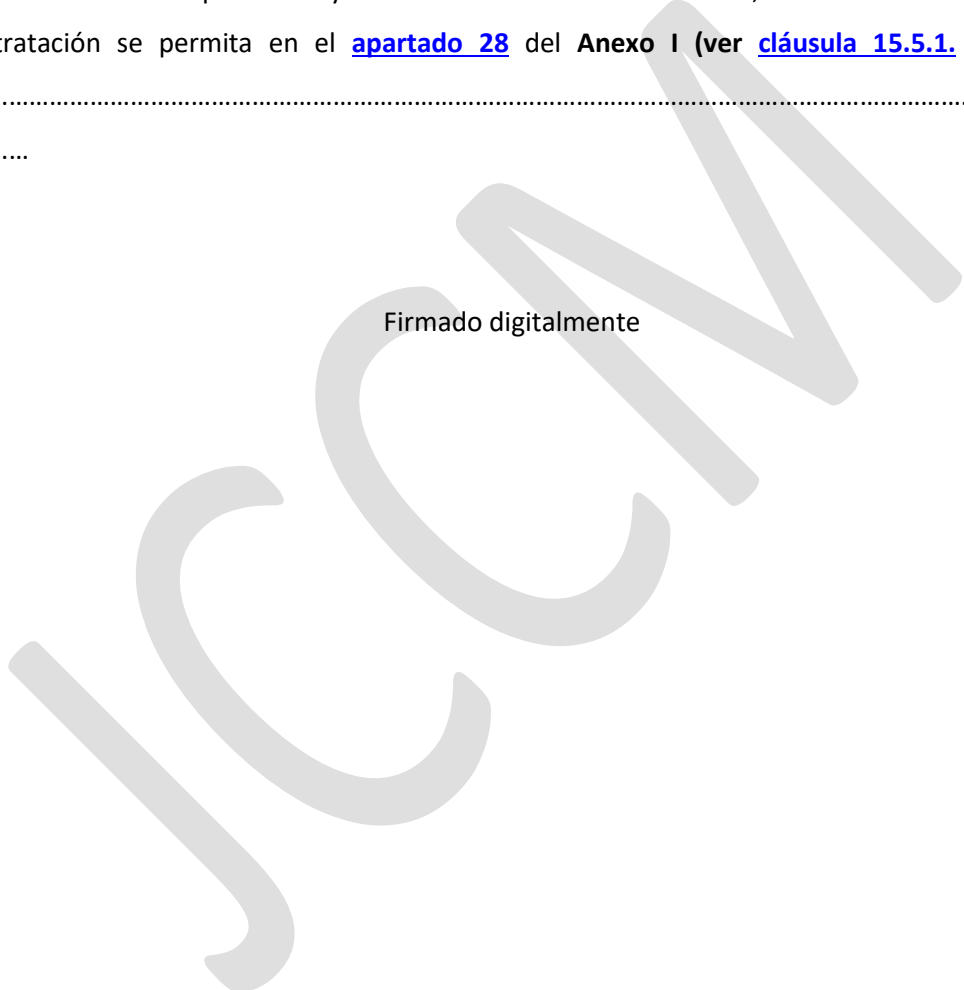 tratación se permita en el apartado 28 del Anexo I (ver cláusula 15.5.1.
………………………………………………………………………………………………………………
……
Firmado digitalmente
JCCM